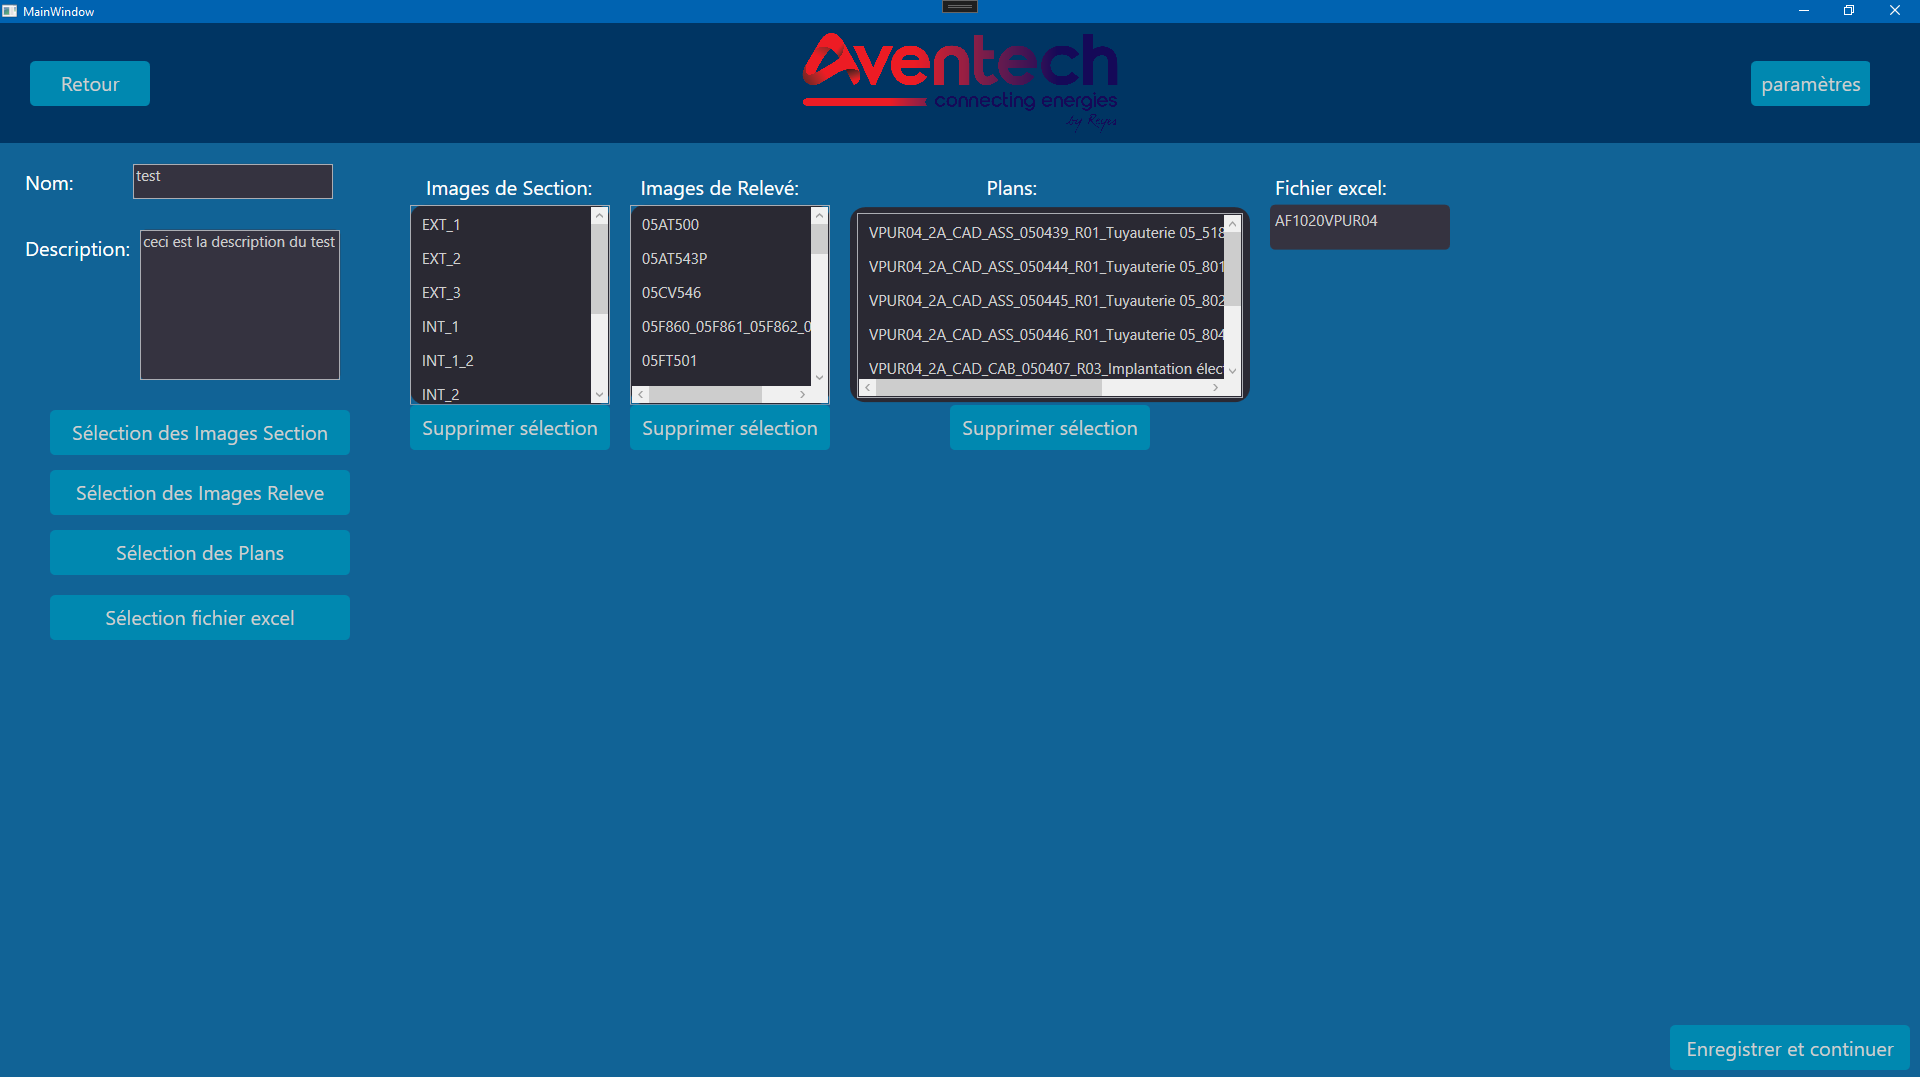 MainWindow
Retour
Aventech
connecting energies
by Reyes
paramètres
Nom:
test
Description:
ceci est la description du test
Sélection des Images Section
Sélection des Images Releve
Sélection des Plans
Sélection fichier excel
Images de Section:
EXT_1
EXT_2
EXT_3
INT_1
INT_1_2
INT_2
Supprimer sélection
Images de Relevé:
05AT500
05AT543P
05CV546
05F860_05F861_05F862_0
05FT501
Supprimer sélection
Plans:
VPUR04_2A_CAD_ASS_050439_R01_Tuyauterie 05_518
VPUR04_2A_CAD_ASS_050444_R01_Tuyauterie 05_801
VPUR04_2A_CAD_ASS_050445_R01_Tuyauterie 05_802
VPUR04_2A_CAD_ASS_050446_R01_Tuyauterie 05_804
VPUR04_2A_CAD_CAB_050407_R03_Implantation élec
Supprimer sélection
Fichier excel:
AF1020VPUR04
Enregistrer et continuer